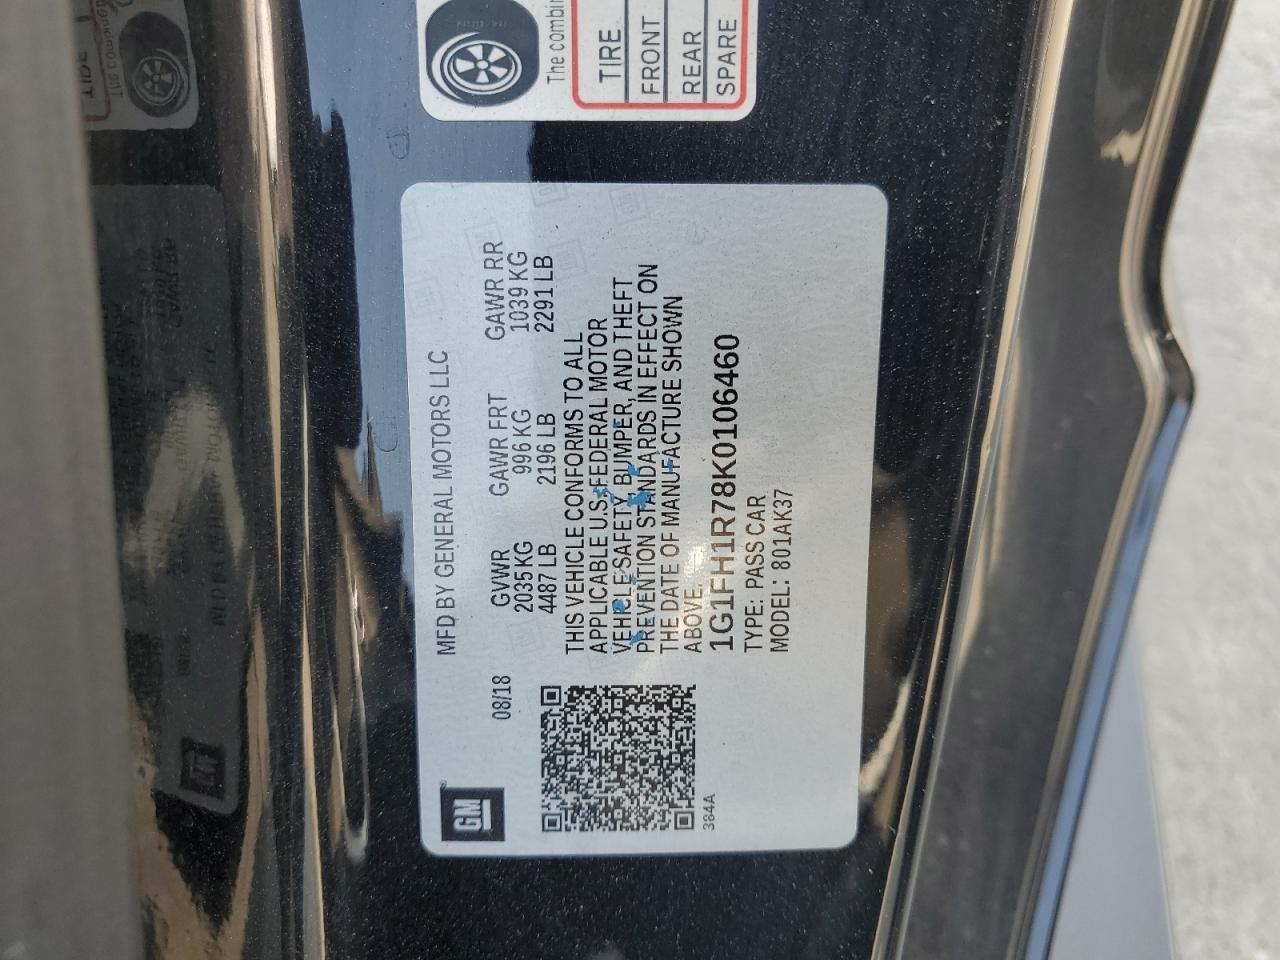 The combin
TIRE
FRONT
REAR
SPARE
GM
MFD BY GENERAL MOTORS LLC
08/18 GVWR GAWR FRT GAWR RR
2035 KG 996 KG 1039 KG
4487 LB 2196 LB 2291 LB
THIS VEHICLE CONFORMS TO ALL
APPLICABLE U.S. FEDERAL MOTOR
VEHICLE SAFETY, BUMPER, AND THEFT
PREVENTION STANDARDS IN EFFECT ON
THE DATE OF MANUFACTURE SHOWN
ABOVE.
1G1FH1R78K0106460
TYPE: PASS CAR
MODEL: 801AK37
384A